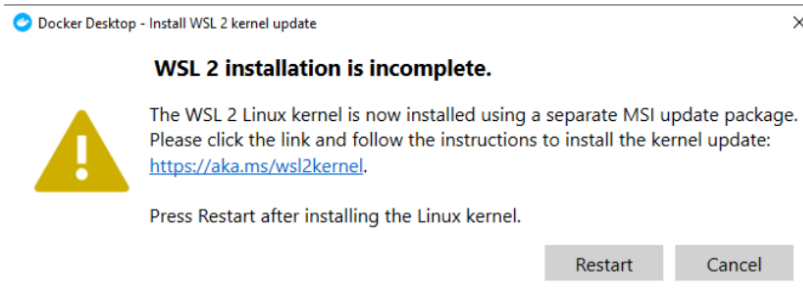 Docker Desktop - Install WSL 2 kernel update
WSL 2 installation is incomplete.
The WSL 2 Linux kernel is now installed using a separate MSI update package.
Please click the link and follow the instructions to install the kernel update:
https://aka.ms/wsl2kernel.
Press Restart after installing the Linux kernel.
Restart
Cancel